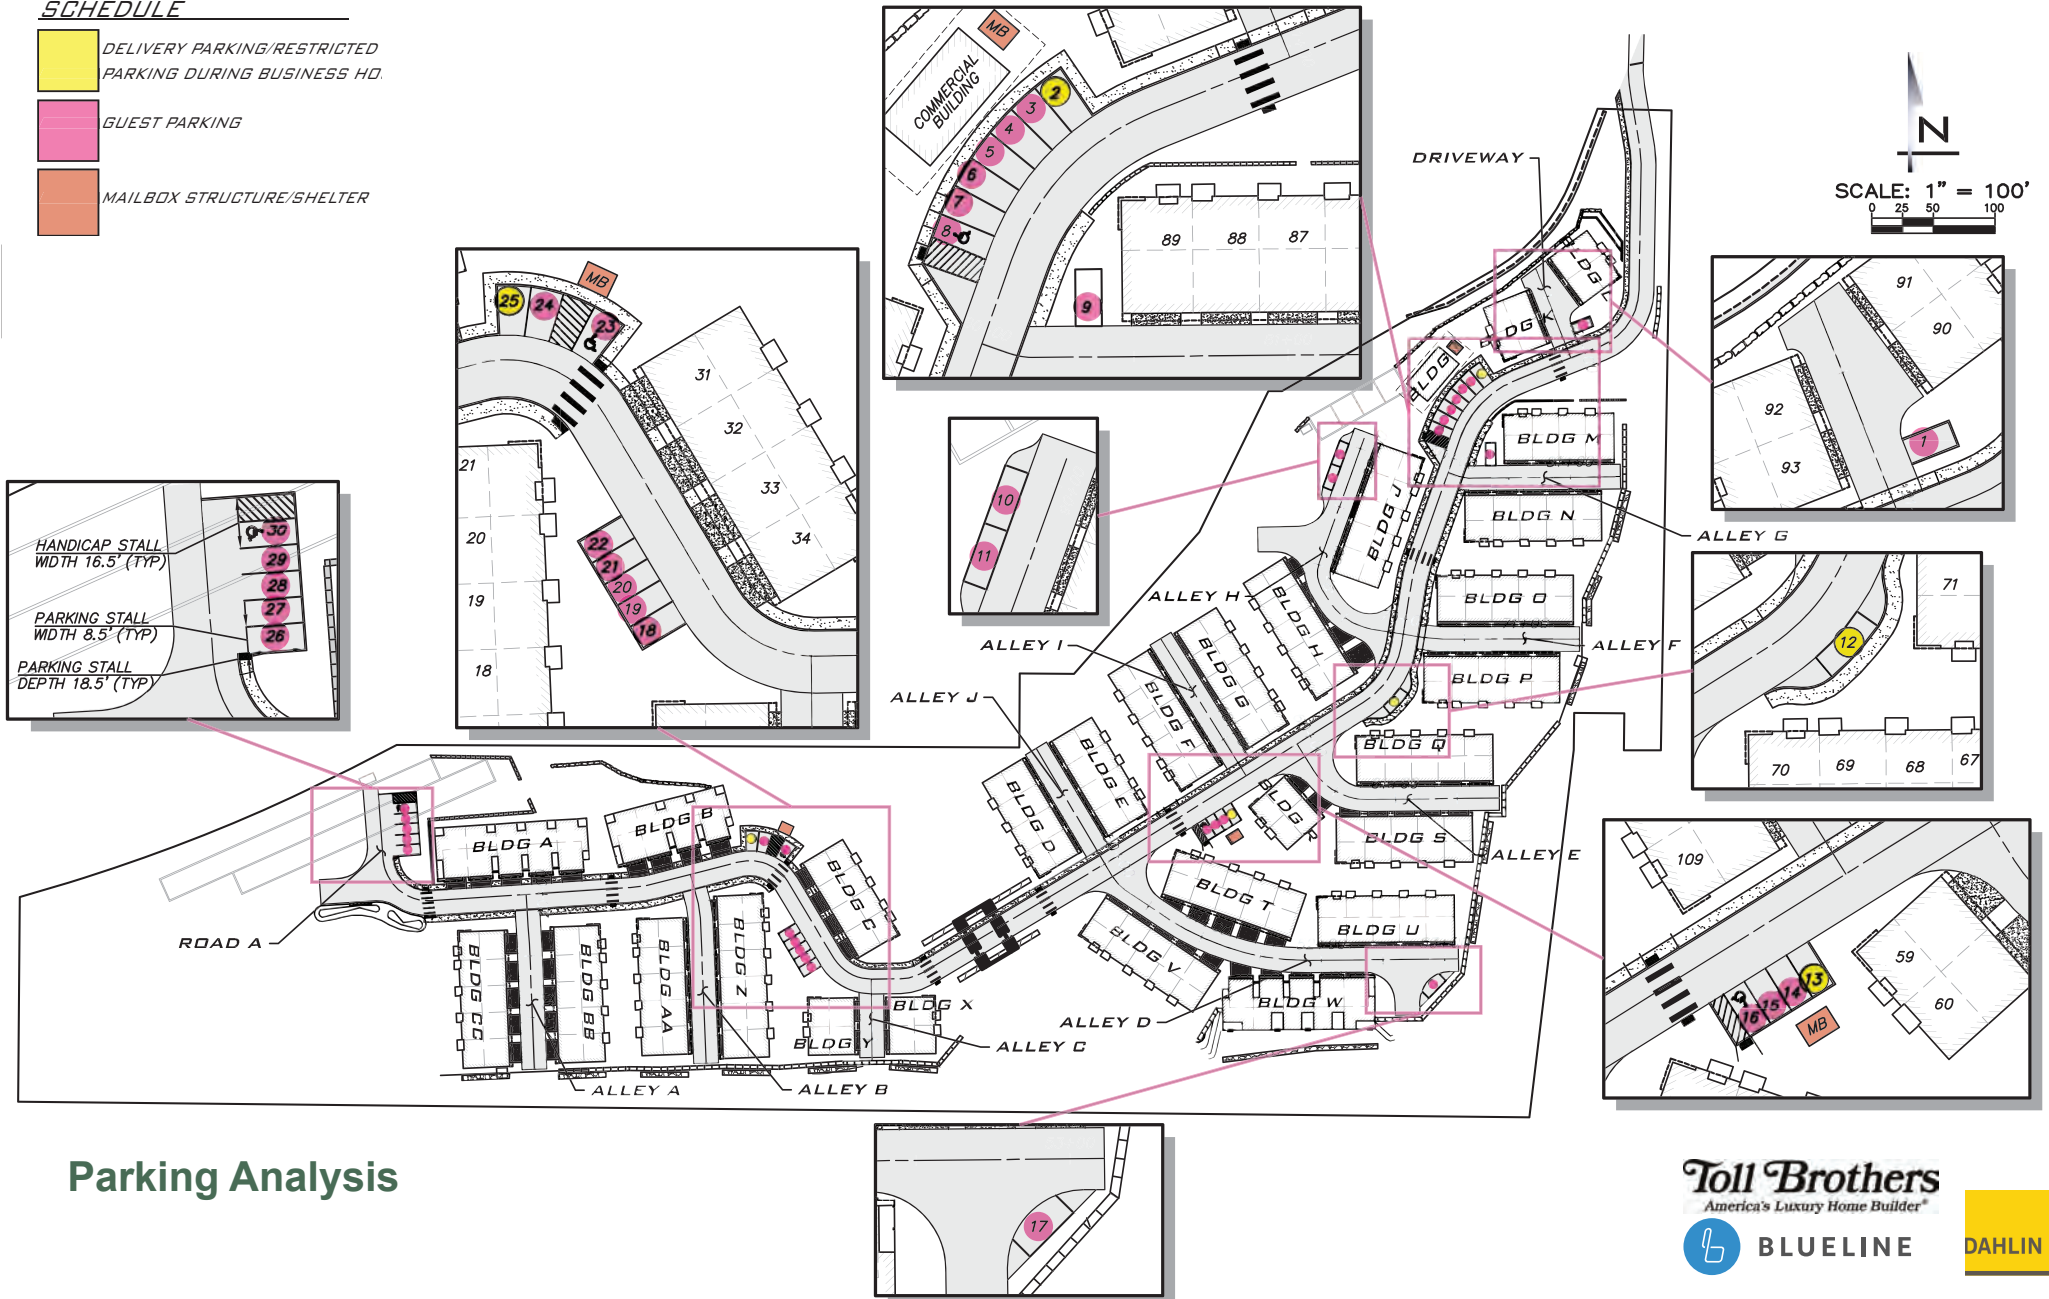 SCHEDULE
DELIVERY PARKING/RESTRICTED
PARKING DURING BUSINESS HO
GUEST PARKING
MAILBOX STRUCTURE/SHELTER
MB
COMMERCIAL
BUILDING
2
3
4
5
6
7
8
9
89
88
87
DRIVEWAY
N
SCALE: 1" = 100'
0 25 50 100
91
90
92
93
1
25
24
23
MB
31
32
33
34
21
20
19
18
22
21
20
19
18
10
11
HANDICAP STALL
WIDTH 16.5' (TYP)
PARKING STALL
WIDTH 8.5' (TYP)
PARKING STALL
DEPTH 18.5' (TYP)
30
29
28
27
26
71
12
70
69
68
67
109
59
60
13
14
15
16
MB
17
BLDG L
DG K
BLDG
BLDG M
BLDG J
BLDG N
ALLEY G
BLDG O
ALLEY H
BLDG H
ALLEY F
ALLEY I
BLDG G
BLDG P
BLDG F
ALLEY J
BLDG Q
BLDG E
BLDG D
BLDG R
BLDG S
ALLEY E
BLDG B
BLDG A
BLDG C
BLDG T
BLDG U
BLDG V
BLDG W
ROAD A
BLDG CC
BLDG BB
BLDG AA
BLDG Z
BLDG X
BLDG Y
ALLEY D
ALLEY C
ALLEY A
ALLEY B
Parking Analysis
Toll Brothers
America's Luxury Home Builder®
BLUELINE
DAHLIN